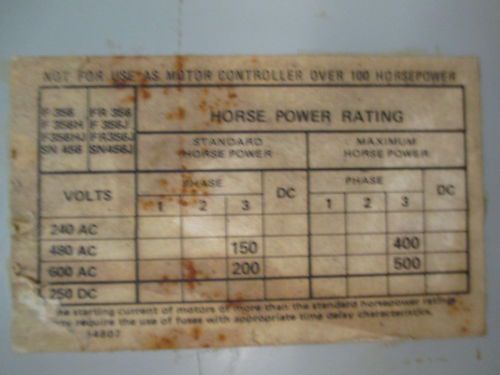 NOT FOR USE AS MOTOR CONTROLLER OVER 100 HORSEPOWER
F 356 FR 356
F 356H F 356J
F356HJ FR356J
SN 456 SN456J
HORSE POWER RATING
STANDARD HORSE POWER
MAXIMUM HORSE POWER
VOLTS PHASE DC PHASE DC
1 2 3 1 2 3
240 AC
480 AC 150 400
600 AC 200 500
250 DC
he starting current of motors of more than the standard horsepower rating
may require the use of fuses with appropriate time delay characteristics.